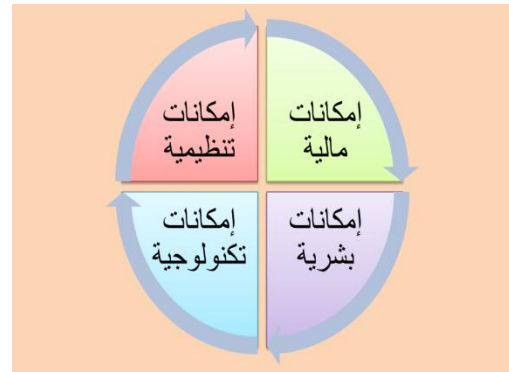 إمكانات
مالية
إمكانات
تنظيمية
إمكانات
بشرية
إمكانات
تكنولوجية